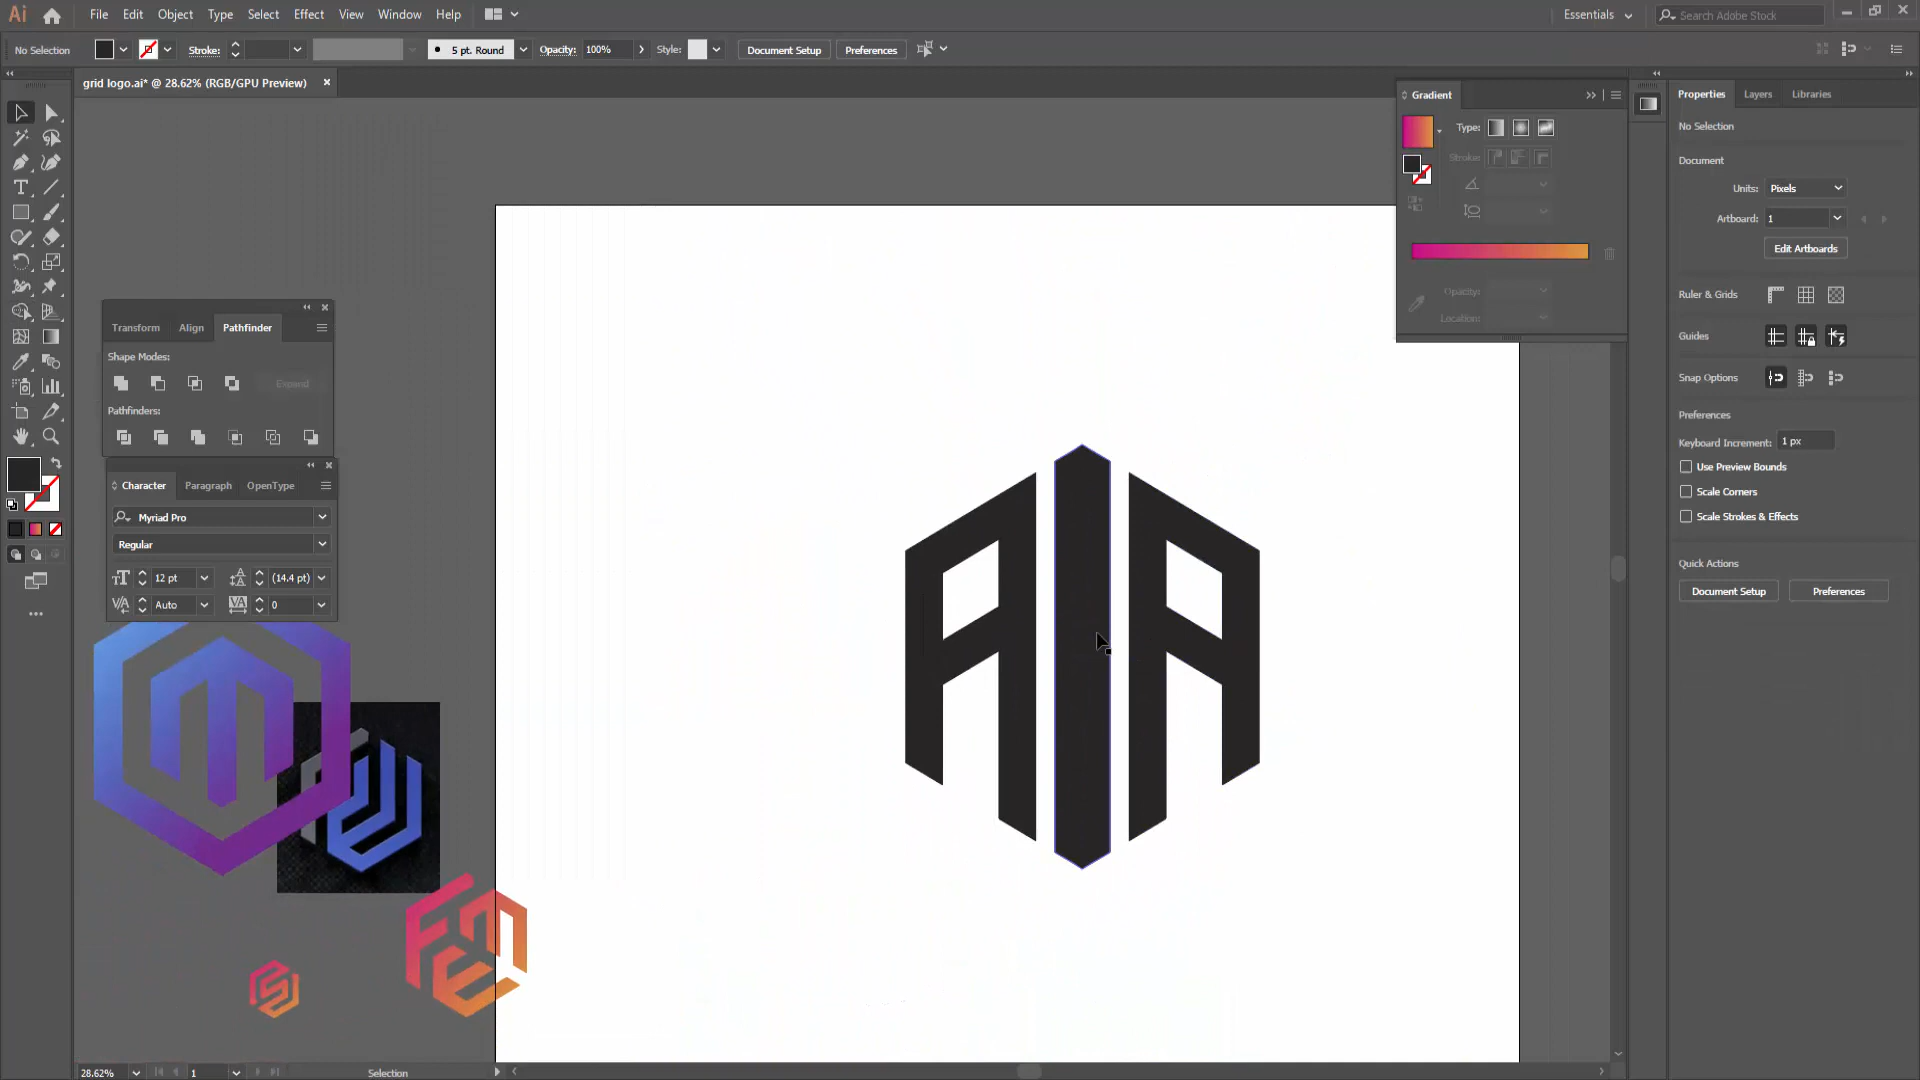 Ai File Edit Object Type Select Effect View Window Help Essentials Search Adobe Stock
No Selection Stroke: 5 pt. Round Opacity: 100% Style: Document Setup Preferences
grid logo.ai* @ 28.62% (RGB/GPU Preview)
Gradient
Type:
Stroke:
Opacity:
Location:
Properties Layers Libraries
No Selection
Document
Units: Pixels
Artboard: 1
Edit Artboards
Ruler & Grids
Guides
Snap Options
Preferences
Keyboard Increment: 1 px
Use Preview Bounds
Scale Corners
Scale Strokes & Effects
Quick Actions
Document Setup Preferences
Transform Align Pathfinder
Shape Modes:
Expand
Pathfinders:
Character Paragraph OpenType
Myriad Pro
Regular
12 pt (14.4 pt)
Auto 0
AIA
28.62% 1 Selection